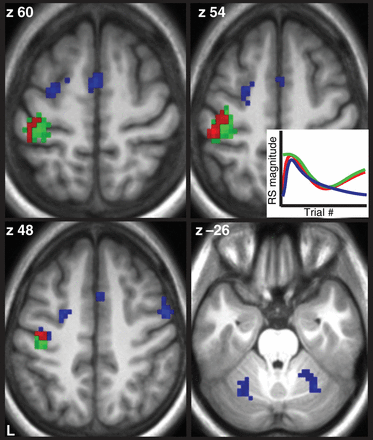 z 60
z 54
RS magnitude
Trial #
z 48
z -26
L